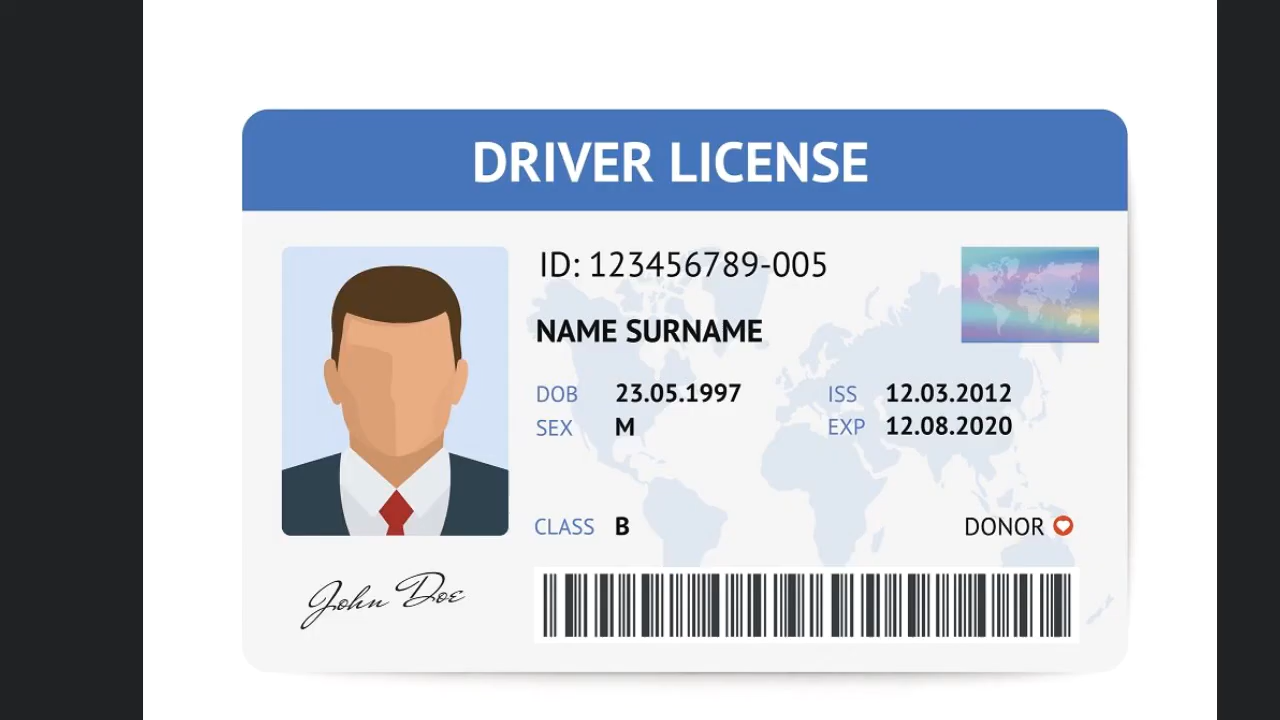 DRIVER LICENSE
ID: 123456789-005
NAME SURNAME
DOB 23.05.1997 ISS 12.03.2012
SEX M EXP 12.08.2020
CLASS B DONOR
John Doe